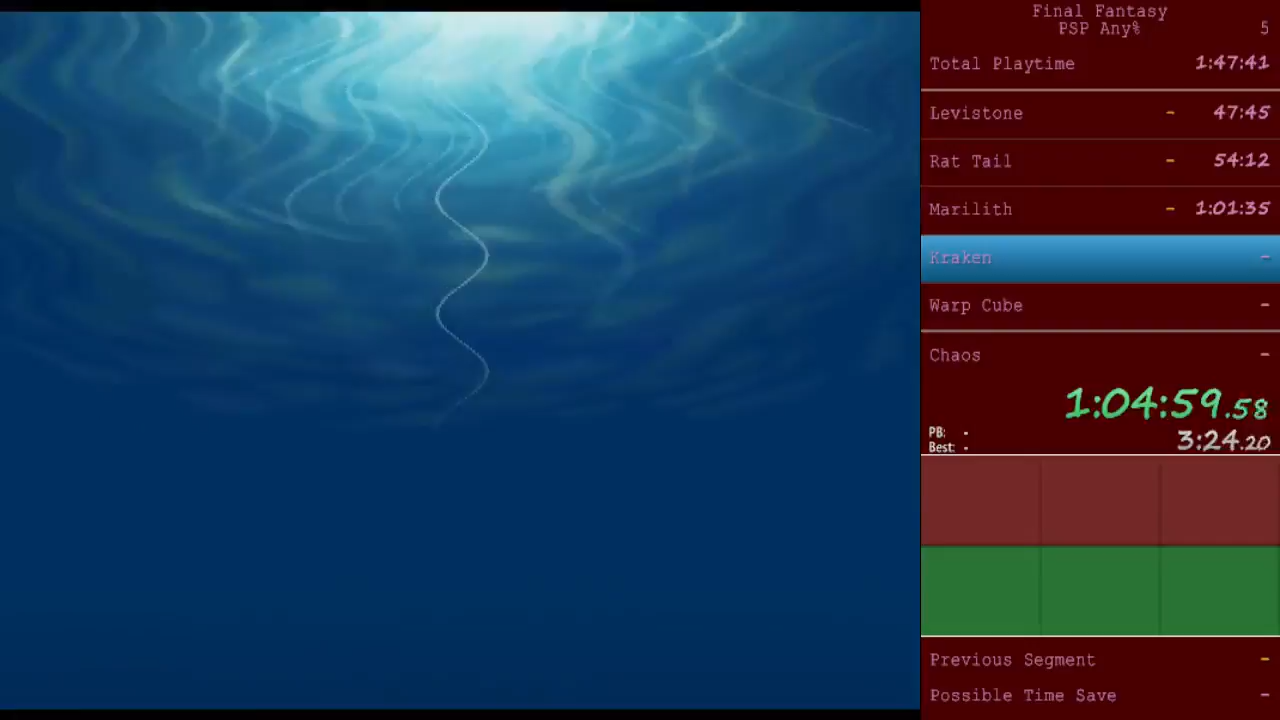 Final Fantasy
PSP Any% 5
Total Playtime 1:47:41
Levistone - 47:45
Rat Tail - 54:12
Marilith - 1:01:35
Kraken -
Warp Cube -
Chaos -
1:04:59.58
PB: -
Best: - 3:24.20
Previous Segment -
Possible Time Save -